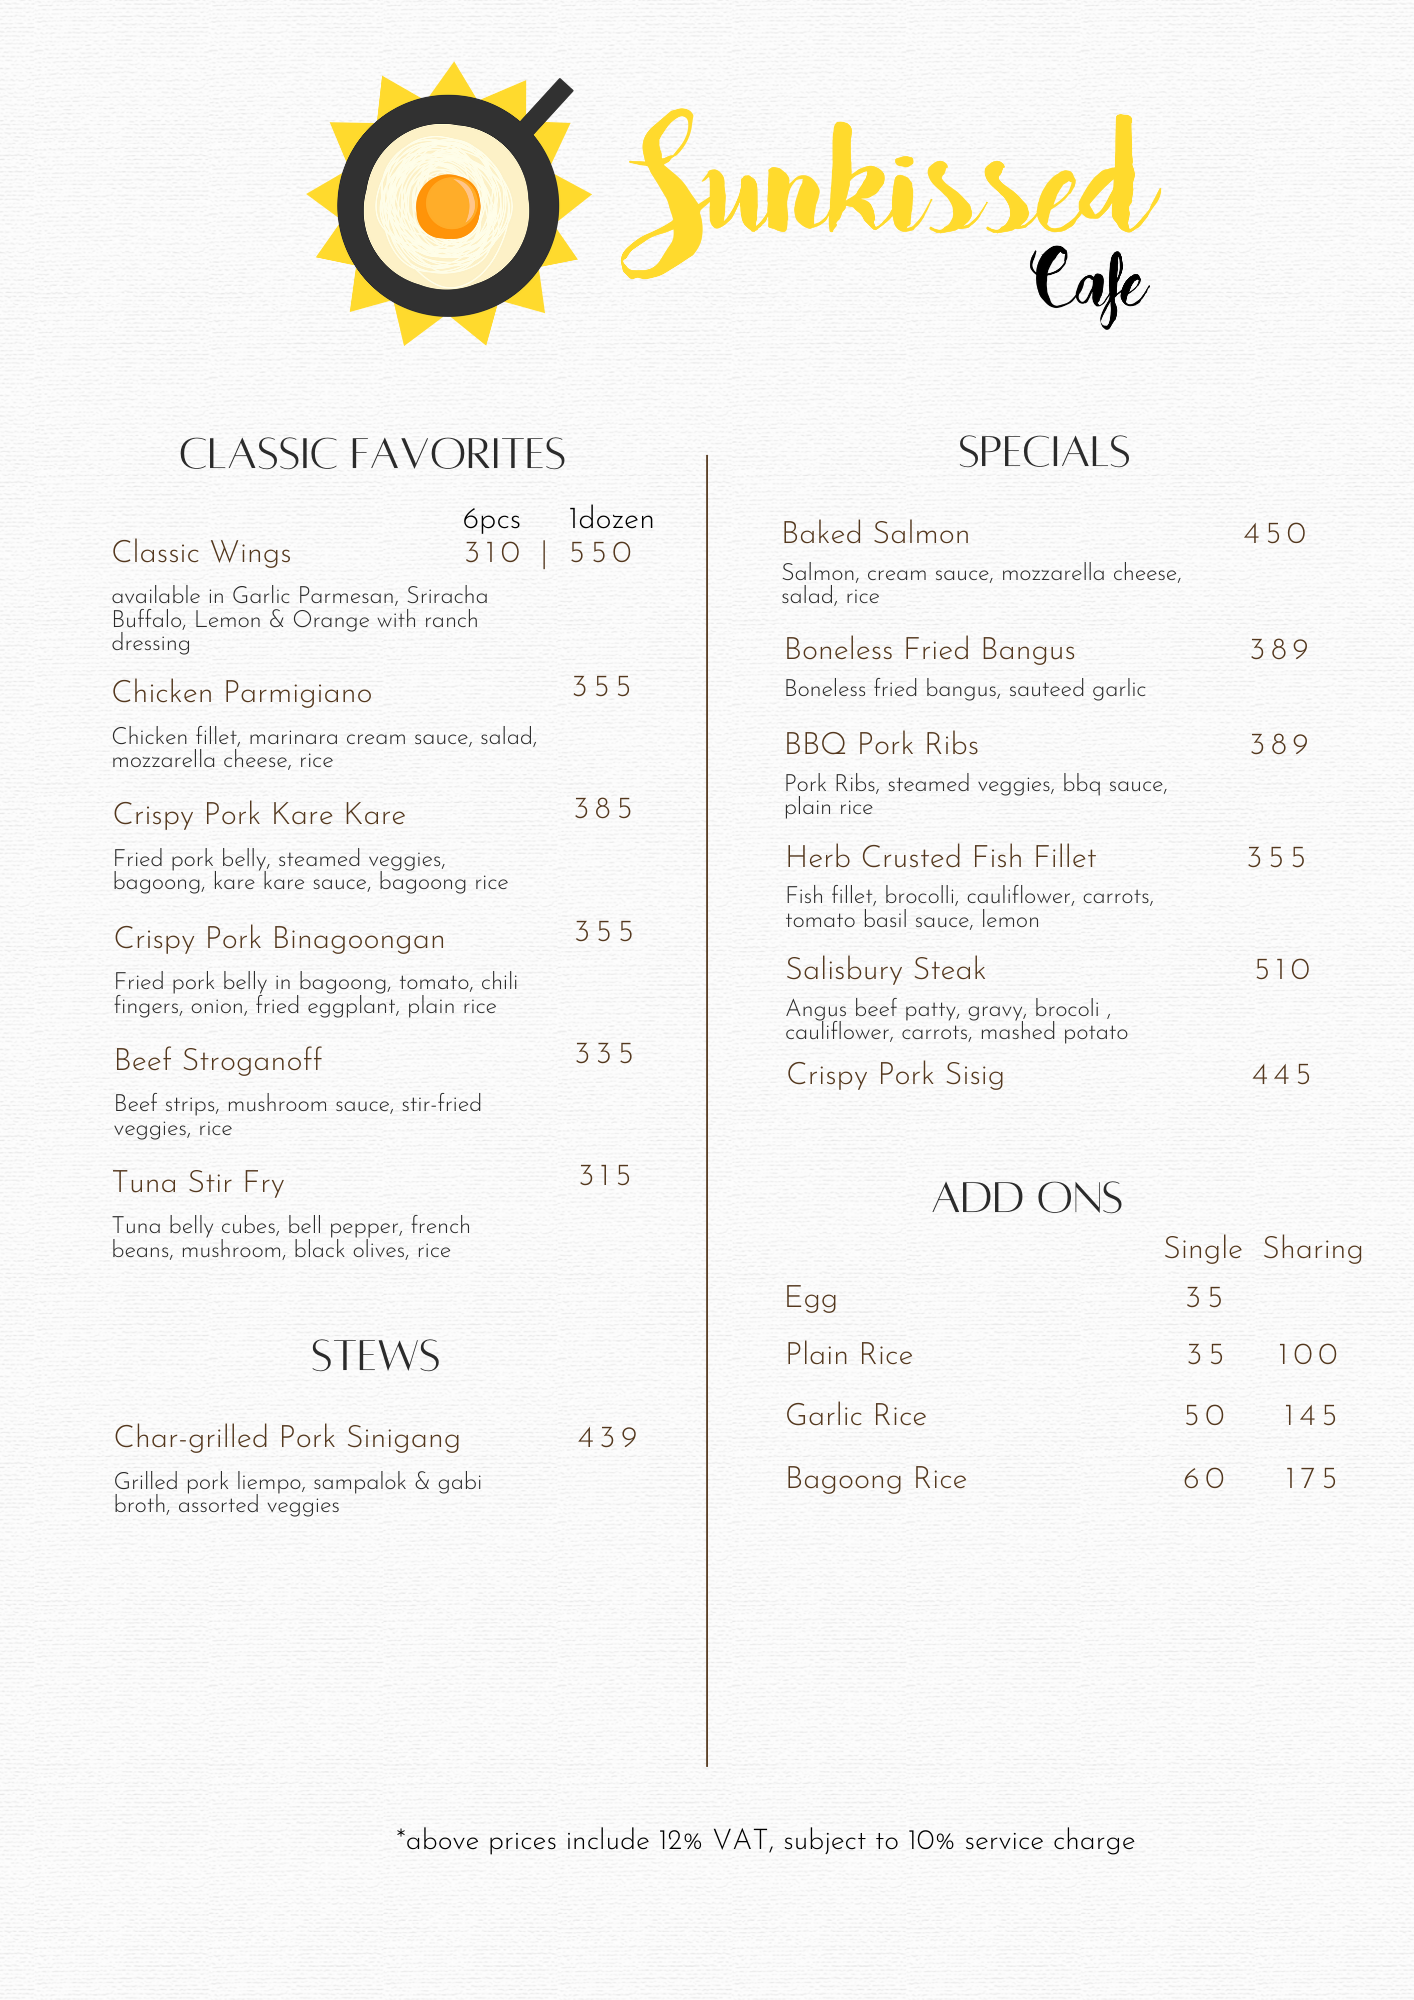 Sunkissed
Cafe
CLASSIC FAVORITES
6pcs 1dozen
Classic Wings 310 | 550
available in Garlic Parmesan, Sriracha
Buffalo, Lemon & Orange with ranch
dressing
Chicken Parmigiano 355
Chicken fillet, marinara cream sauce, salad,
mozzarella cheese, rice
Crispy Pork Kare Kare 385
Fried pork belly, steamed veggies,
bagoong, kare kare sauce, bagoong rice
Crispy Pork Binagoongan 355
Fried pork belly in bagoong, tomato, chili
fingers, onion, fried eggplant, plain rice
Beef Stroganoff 335
Beef strips, mushroom sauce, stir-fried
veggies, rice
Tuna Stir Fry 315
Tuna belly cubes, bell pepper, french
beans, mushroom, black olives, rice
STEWS
Char-grilled Pork Sinigang 439
Grilled pork liempo, sampalok & gabi
broth, assorted veggies
SPECIALS
Baked Salmon 450
Salmon, cream sauce, mozzarella cheese,
salad, rice
Boneless Fried Bangus 389
Boneless fried bangus, sauteed garlic
BBQ Pork Ribs 389
Pork Ribs, steamed veggies, bbq sauce,
plain rice
Herb Crusted Fish Fillet 355
Fish fillet, brocolli, cauliflower, carrots,
tomato basil sauce, lemon
Salisbury Steak 510
Angus beef patty, gravy, brocoli ,
cauliflower, carrots, mashed potato
Crispy Pork Sisig 445
ADD ONS
Single Sharing
Egg 35
Plain Rice 35 100
Garlic Rice 50 145
Bagoong Rice 60 175
*above prices include 12% VAT, subject to 10% service charge